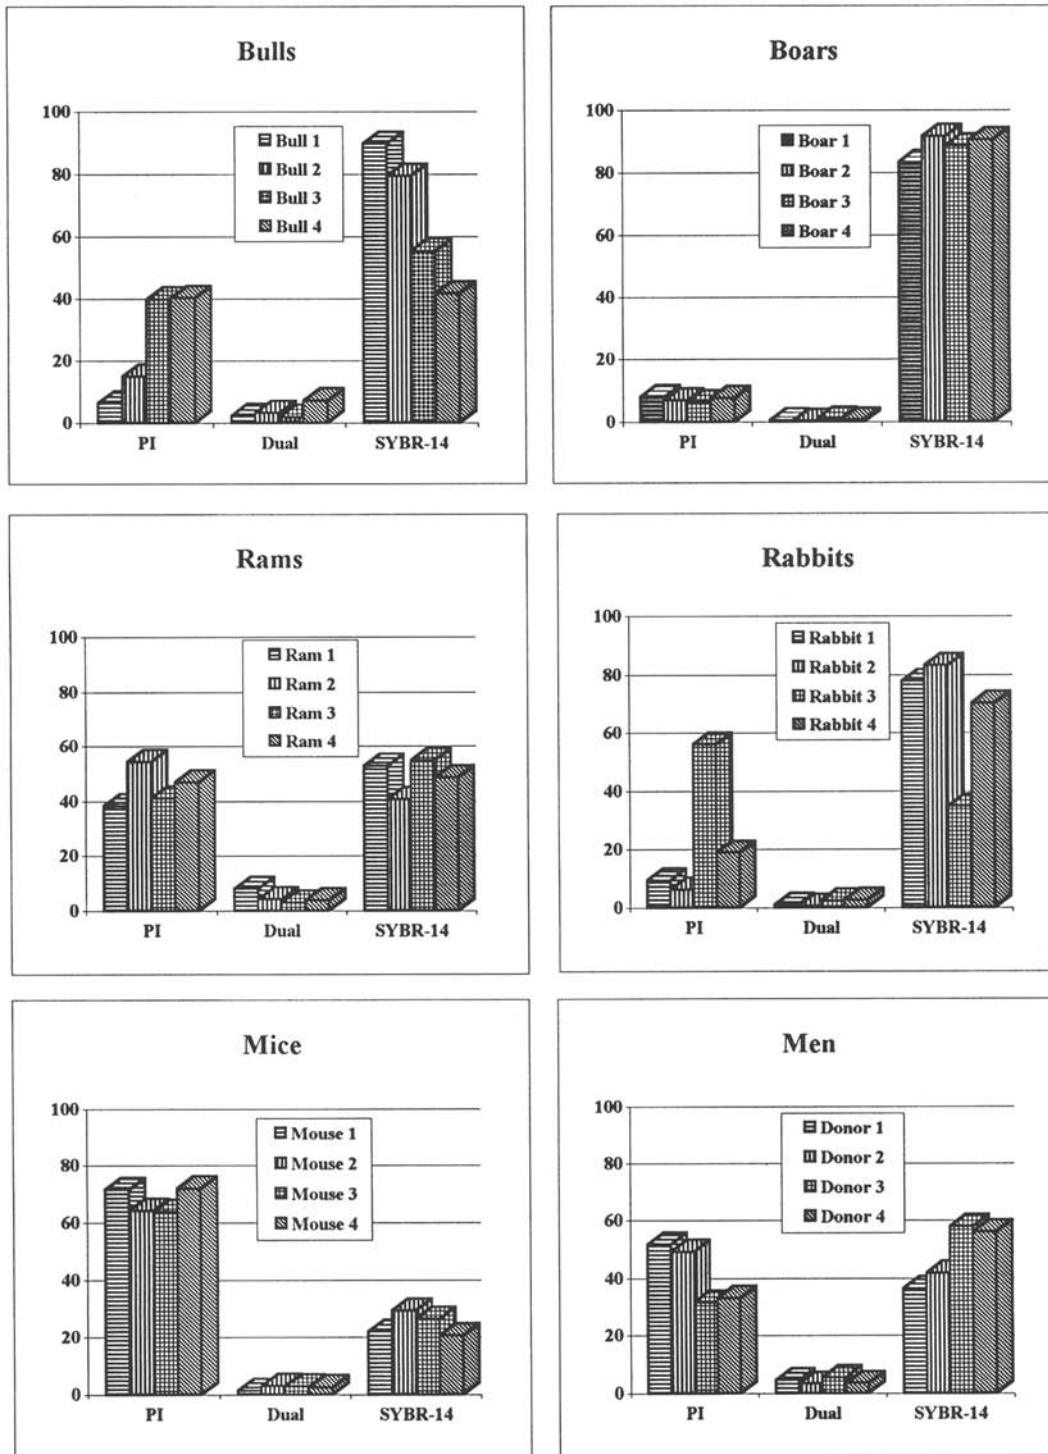 Bulls
100
80
60
40
20
0
Bull 1
Bull 2
Bull 3
Bull 4
PI Dual SYBR-14
Boars
100
80
60
40
20
0
Boar 1
Boar 2
Boar 3
Boar 4
PI Dual SYBR-14
Rams
100
80
60
40
20
0
Ram 1
Ram 2
Ram 3
Ram 4
PI Dual SYBR-14
Rabbits
100
80
60
40
20
0
Rabbit 1
Rabbit 2
Rabbit 3
Rabbit 4
PI Dual SYBR-14
Mice
100
80
60
40
20
0
Mouse 1
Mouse 2
Mouse 3
Mouse 4
PI Dual SYBR-14
Men
100
80
60
40
20
0
Donor 1
Donor 2
Donor 3
Donor 4
PI Dual SYBR-14